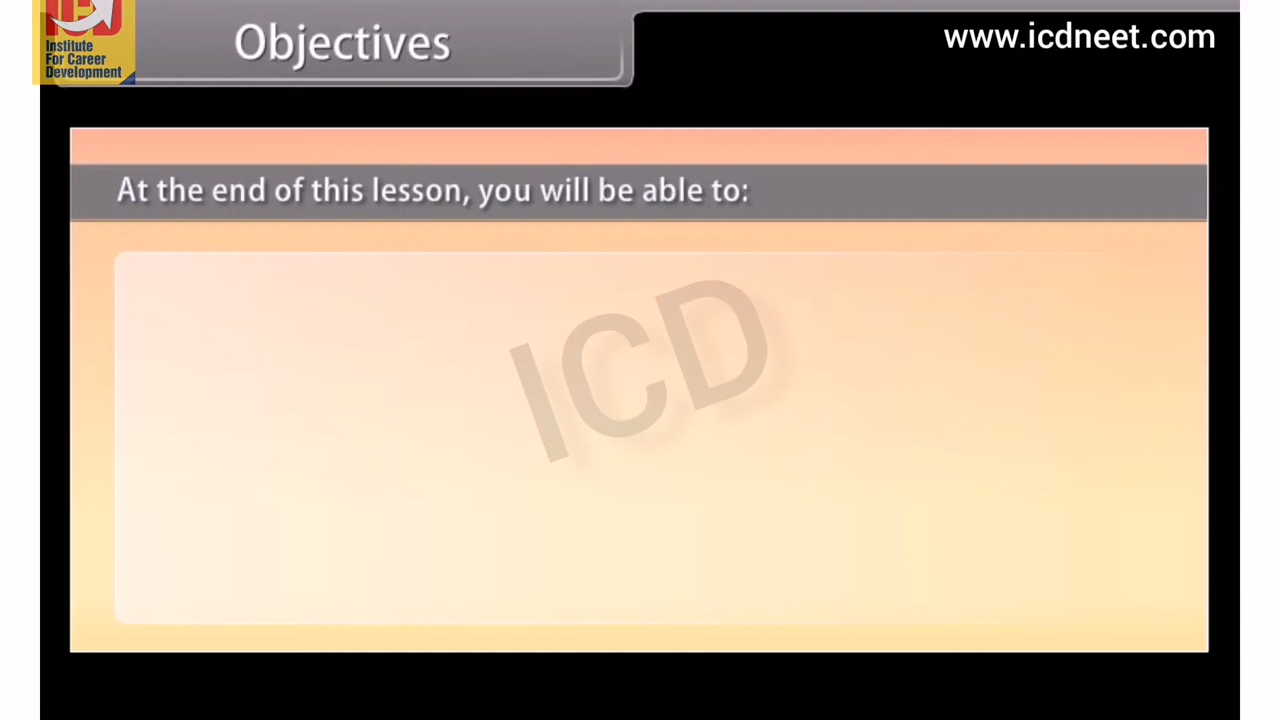 Objectives
www.icdneet.com
Institute
For Career
Development
At the end of this lesson, you will be able to:
ICD